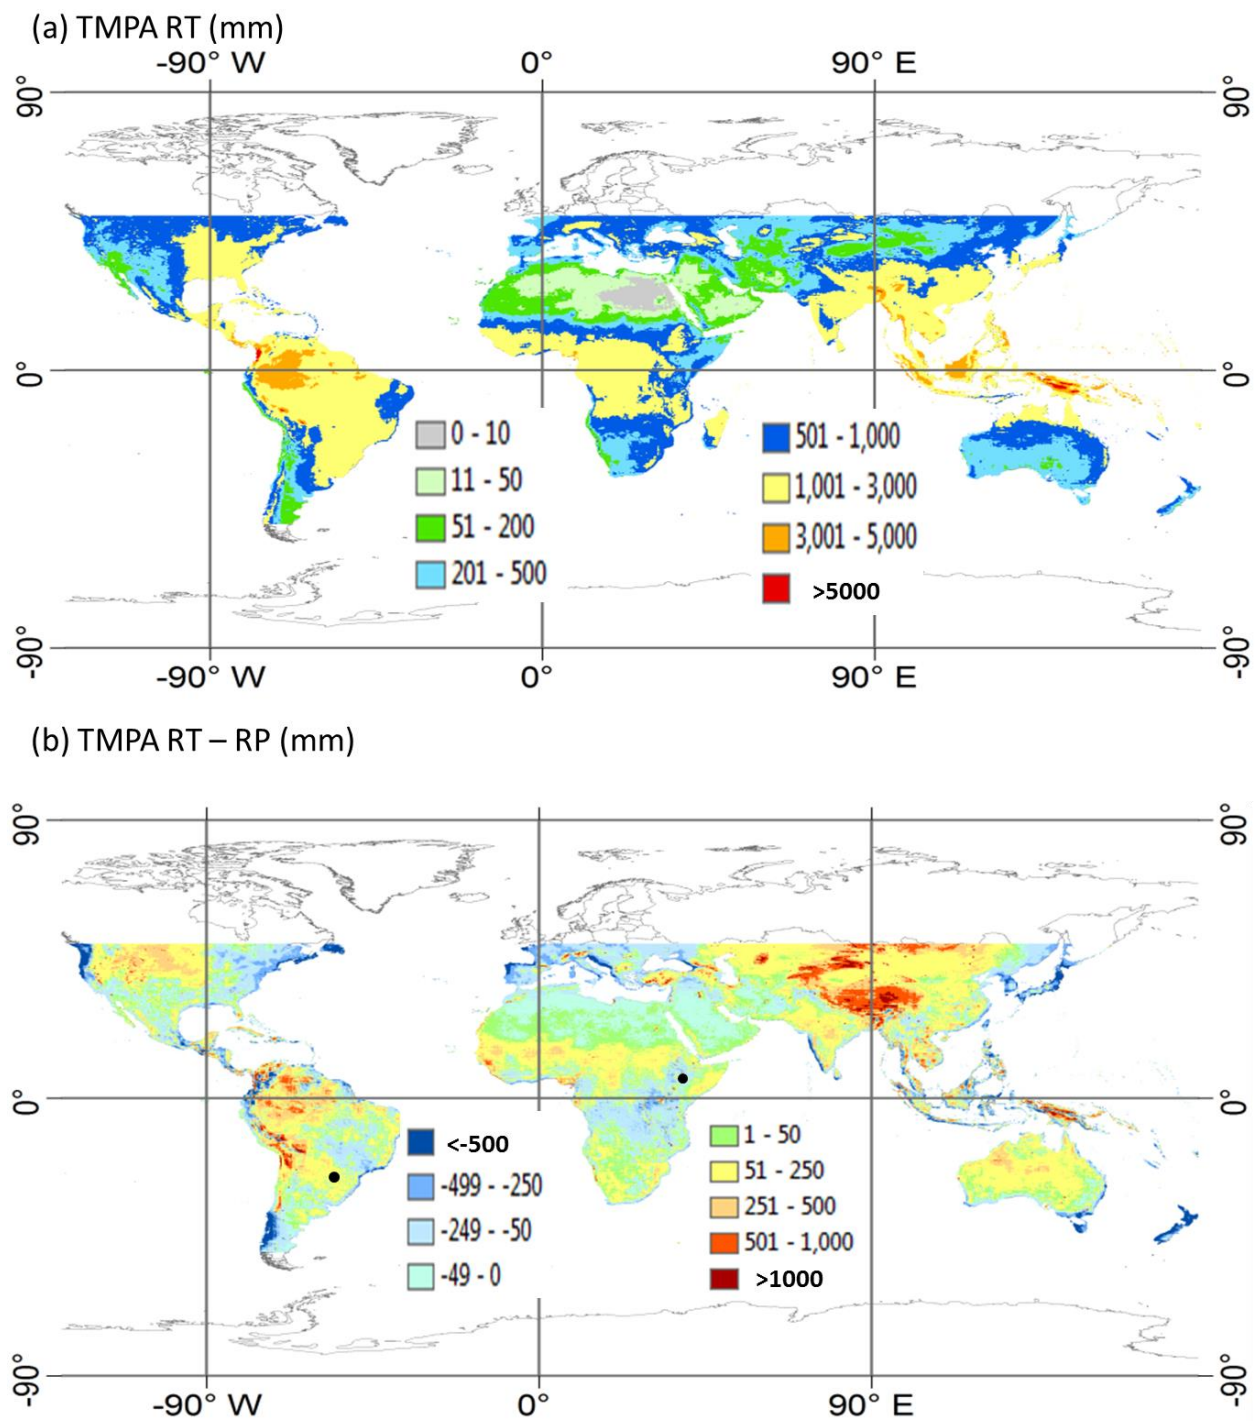 (a) TMPA RT (mm)
-90° W 0° 90° E
90° 90°
0° 0°
0 - 10 501 - 1,000
11 - 50 1,001 - 3,000
51 - 200 3,001 - 5,000
201 - 500 >5000
-90° -90°
-90° W 0° 90° E
(b) TMPA RT – RP (mm)
90° 90°
0° 0°
<-500 1 - 50
-499 - -250 51 - 250
-249 - -50 251 - 500
-49 - 0 501 - 1,000
>1000
-90° -90°
-90° W 0° 90° E